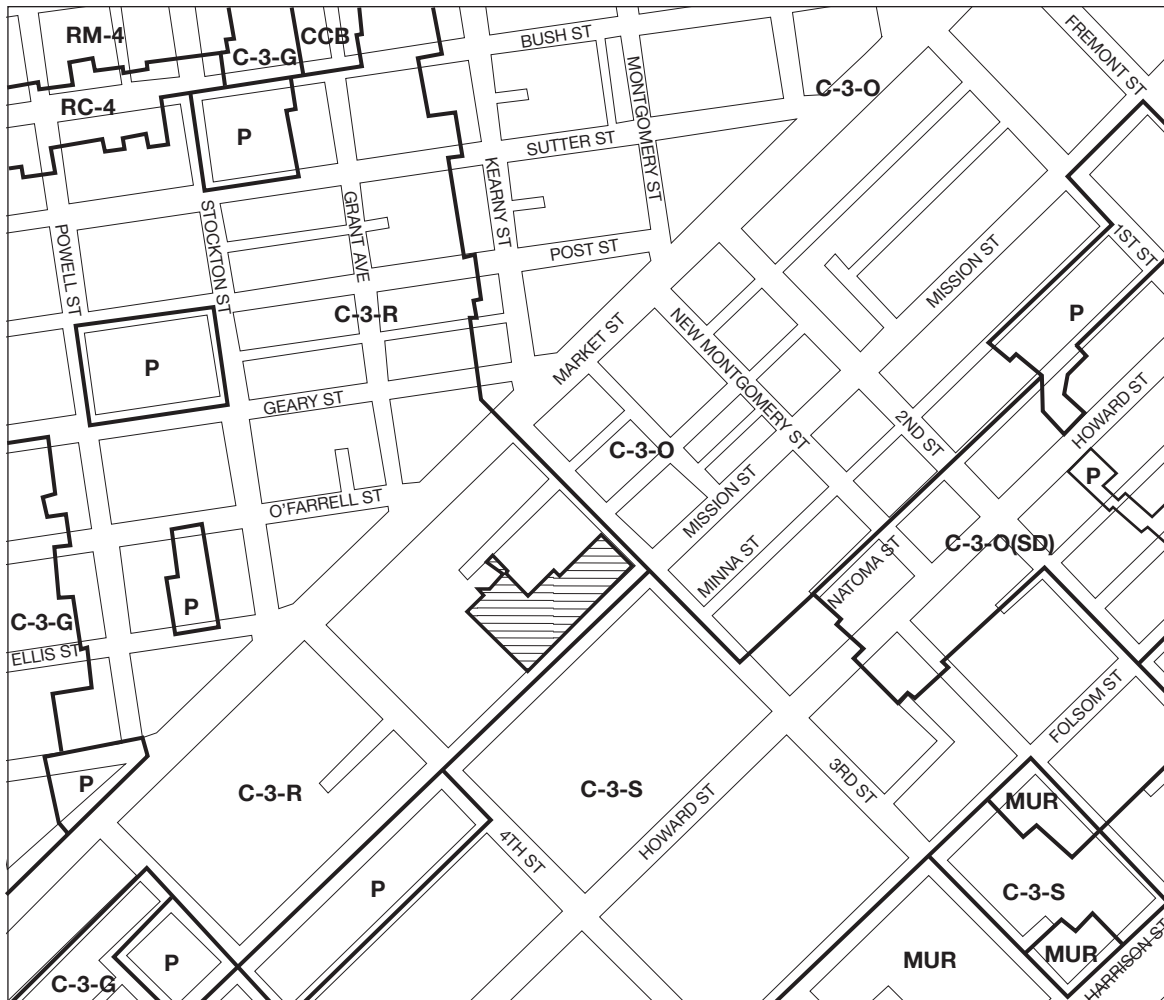 RM-4
C-3-G
CCB
BUSH ST
FREMONT ST
RC-4
C-3-O
P
SUTTER ST
MONTGOMERY ST
KEARNY ST
GRANT AVE
STOCKTON ST
POWELL ST
POST ST
MISSION ST
1ST ST
C-3-R
P
P
MARKET ST
NEW MONTGOMERY ST
GEARY ST
HOWARD ST
2ND ST
C-3-O
P
MISSION ST
O'FARRELL ST
MINNA ST
NATOMA ST
C-3-O(SD)
P
C-3-G
ELLIS ST
FOLSOM ST
P
C-3-R
C-3-S
3RD ST
MUR
HOWARD ST
4TH ST
P
C-3-S
P
MUR
MUR
HARRISON ST
C-3-G